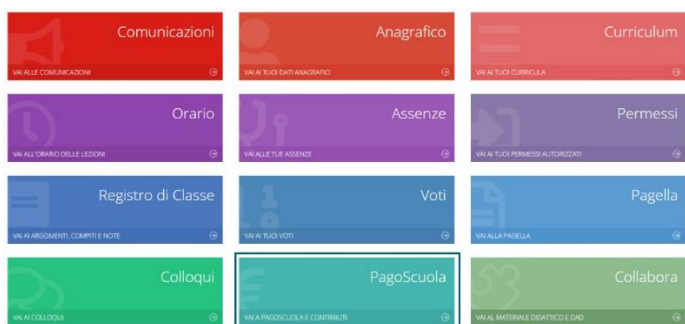 Comunicazioni
VAI ALLE COMUNICAZIONI
Anagrafico
VAI AI TUOI DATI ANAGRAFICI
Curriculum
VAI AI TUOI CURRICULA
Orario
VAI ALL'ORARIO DELLE LEZIONI
Assenze
VAI ALLE TUE ASSENZE
Permessi
VAI AI TUOI PERMESSI AUTORIZZATI
Registro di Classe
VAI AI ARGOMENTI, COMPITI E NOTE
Voti
VAI AI TUOI VOTI
Pagella
VAI ALLA PAGELLA
Colloqui
VAI AI COLLOQUI
PagoScuola
VAI A PAGOSCUOLA E CONTRIBUTI
Collabora
VAI AL MATERIALE DIDATTICO E DAD